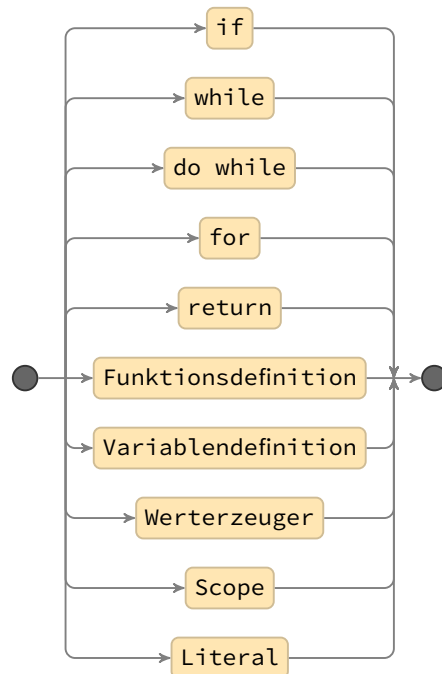 if
while
do while
for
return
Funktionsdefinition
Variablendefinition
Werterzeuger
Scope
Literal